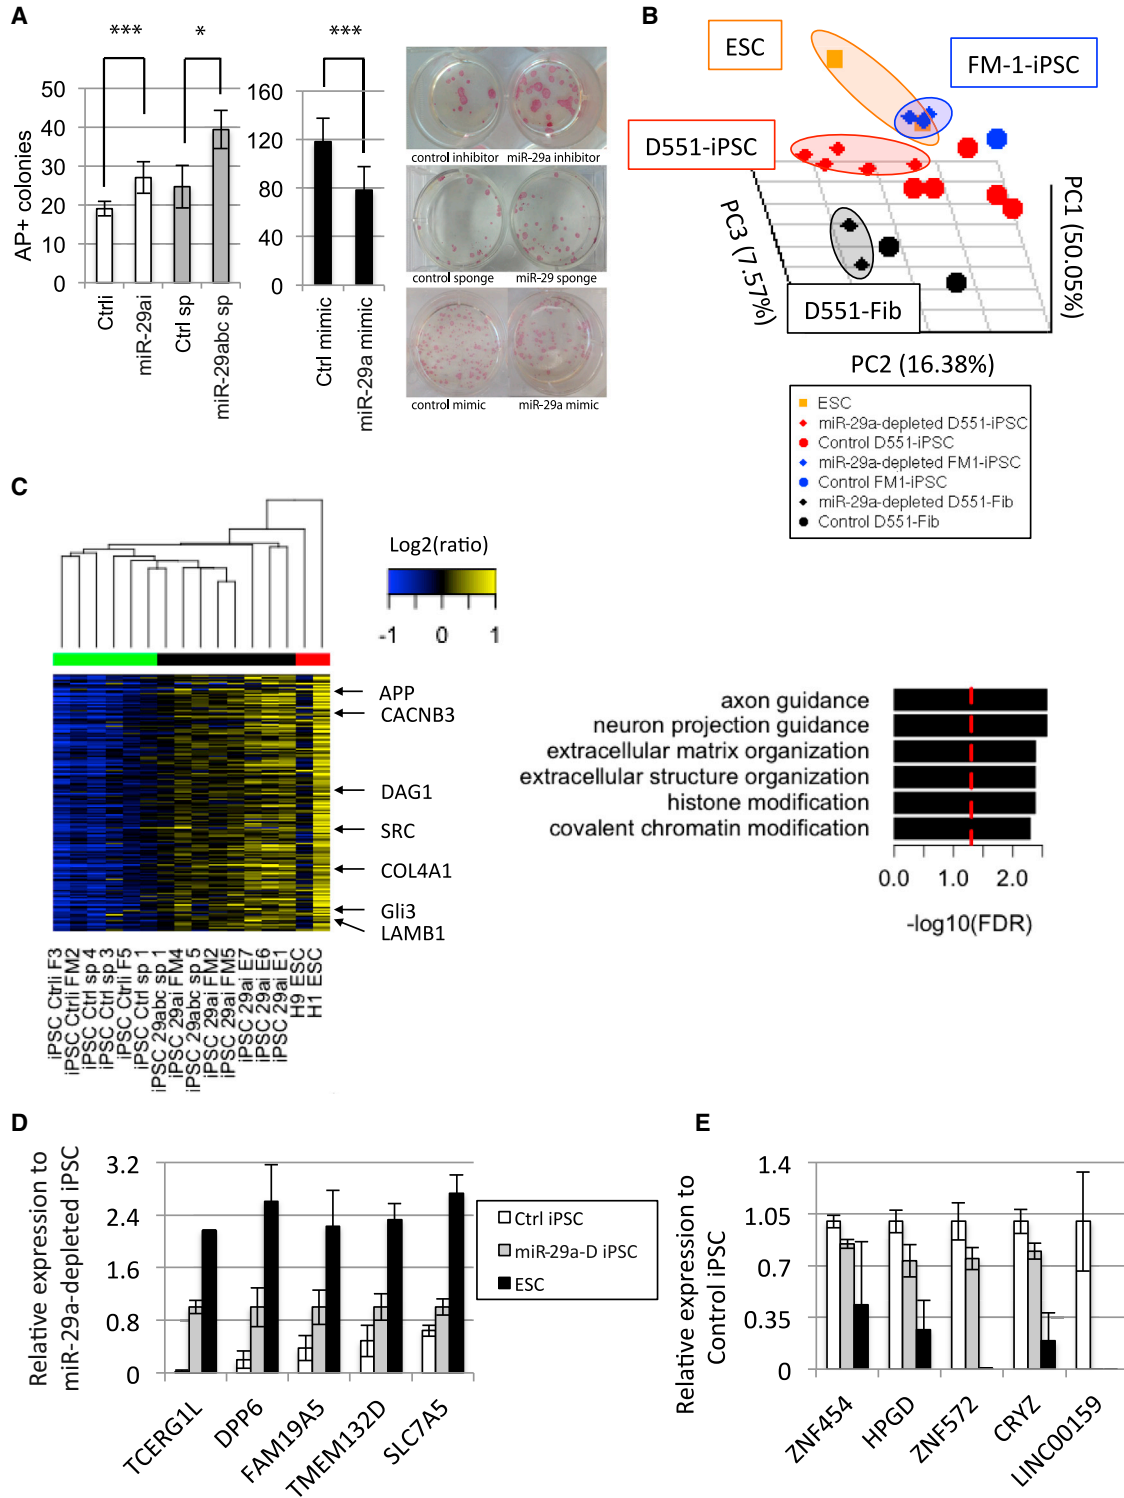 A
***
*
***
AP+ colonies
50
40
30
20
10
0
Ctrli
miR-29ai
Ctrl sp
miR-29abc sp
160
120
80
40
0
Ctrl mimic
miR-29a mimic
control inhibitor
miR-29a inhibitor
control sponge
miR-29 sponge
control mimic
miR-29a mimic
B
ESC
FM-1-iPSC
D551-iPSC
D551-Fib
PC3 (7.57%)
PC1 (50.05%)
PC2 (16.38%)
ESC
miR-29a-depleted D551-iPSC
Control D551-iPSC
miR-29a-depleted FM1-iPSC
Control FM1-iPSC
miR-29a-depleted D551-Fib
Control D551-Fib
C
Log2(ratio)
-1 0 1
APP
CACNB3
DAG1
SRC
COL4A1
Gli3
LAMB1
iPSC Ctrli F3
iPSC Ctrli FM2
iPSC Ctrl sp 4
iPSC Ctrl sp 3
iPSC Ctrli F5
iPSC Ctrl sp 1
iPSC 29abc sp 1
iPSC 29ai FM4
iPSC 29abc sp 5
iPSC 29ai FM2
iPSC 29ai FM5
iPSC 29ai E7
iPSC 29ai E6
iPSC 29ai E1
H9 ESC
H1 ESC
axon guidance
neuron projection guidance
extracellular matrix organization
extracellular structure organization
histone modification
covalent chromatin modification
0.0 1.0 2.0
-log10(FDR)
D
Relative expression to
miR-29a-depleted iPSC
3.2
2.4
1.6
0.8
0
TCERG1L
DPP6
FAM19A5
TMEM132D
SLC7A5
Ctrl iPSC
miR-29a-D iPSC
ESC
E
Relative expression to
Control iPSC
1.4
1.05
0.7
0.35
0
ZNF454
HPGD
ZNF572
CRYZ
LINC00159